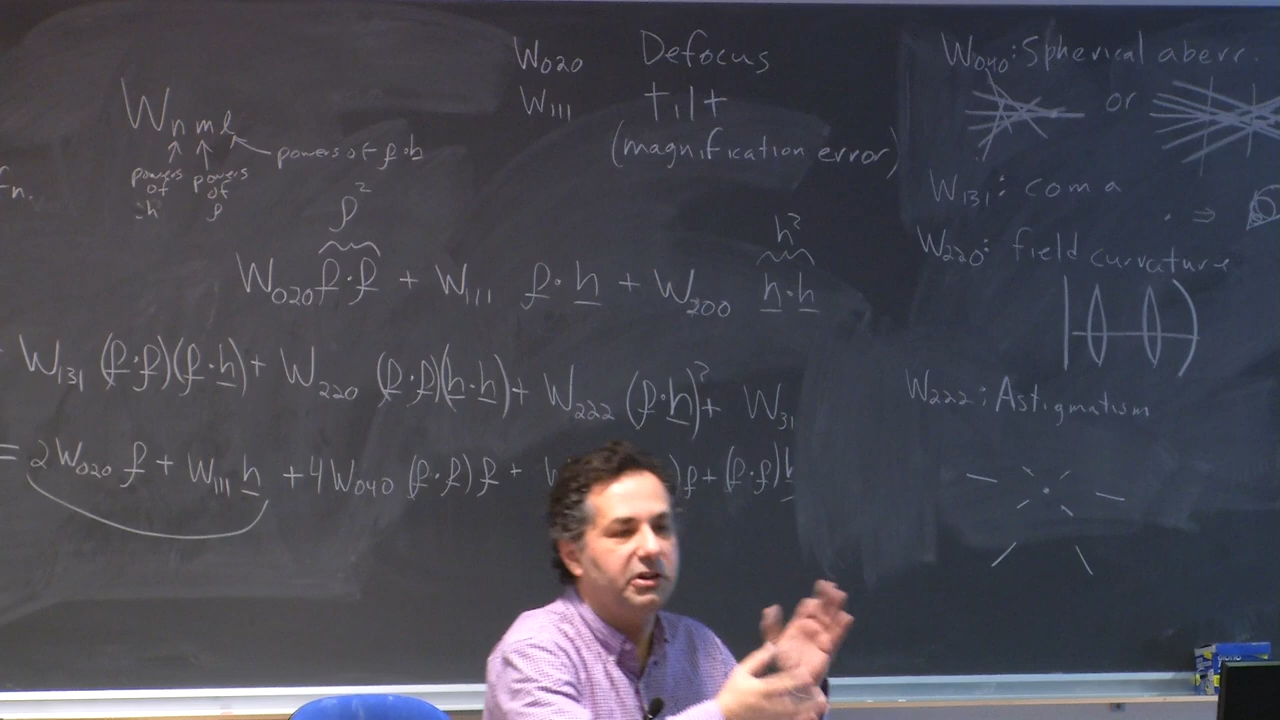 W₀₂₀ Defocus
W₁₁₁ tilt
(magnification error)
Wₙₘₗ
powers of ρ·h
powers of h
powers of ρ
fn.
ρ²
h²
W₀₂₀ ρ·ρ + W₁₁₁ ρ·h + W₂₀₀ h·h
W₁₃₁ (ρ·ρ)(ρ·h) + W₂₂₀ (ρ·ρ)(h·h) + W₂₂₂ (ρ·h)² + W₃₁
= 2W₀₂₀ ρ + W₁₁₁ h + 4W₀₄₀ (ρ·ρ)ρ + W )ρ + (ρ·ρ)h
W₀₄₀: Spherical aberr.
or
W₁₃₁: coma
⇒
W₂₂₀: field curvature
W₂₂₂: Astigmatism